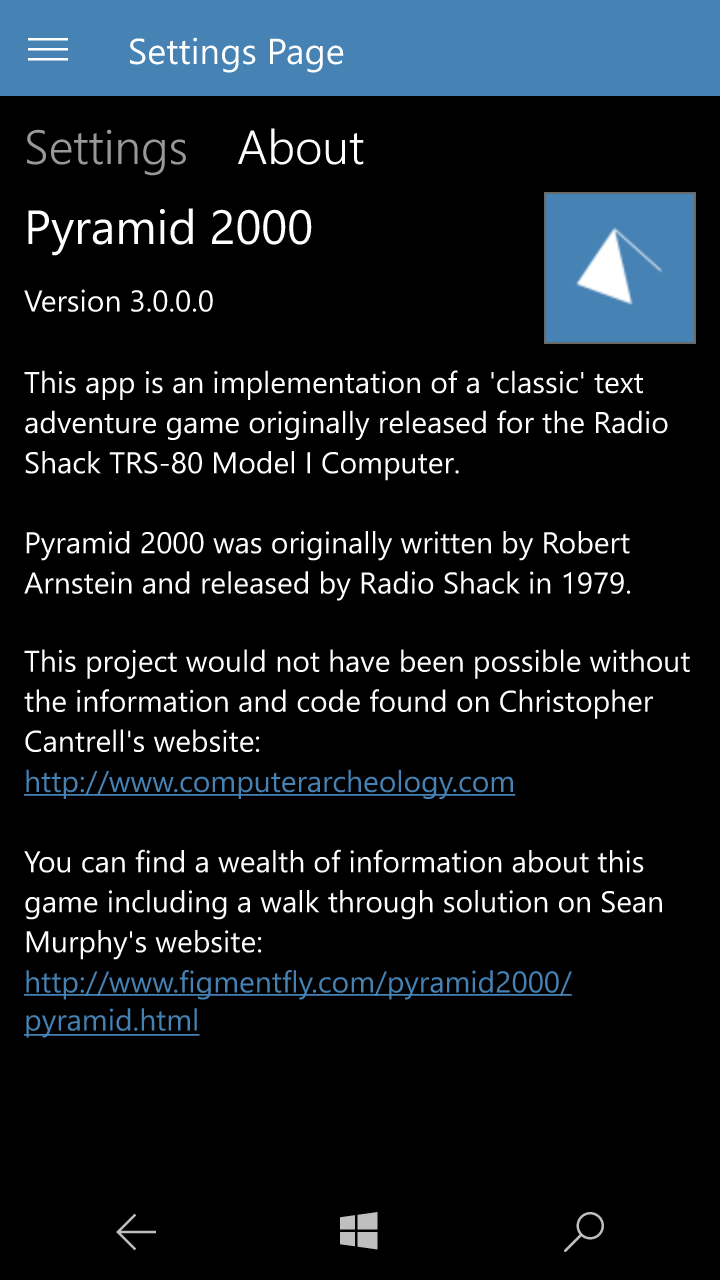 Settings Page
Settings About
Pyramid 2000
Version 3.0.0.0
This app is an implementation of a 'classic' text
adventure game originally released for the Radio
Shack TRS-80 Model I Computer.
Pyramid 2000 was originally written by Robert
Arnstein and released by Radio Shack in 1979.
This project would not have been possible without
the information and code found on Christopher
Cantrell's website:
http://www.computerarcheology.com
You can find a wealth of information about this
game including a walk through solution on Sean
Murphy's website:
http://www.figmentfly.com/pyramid2000/
pyramid.html